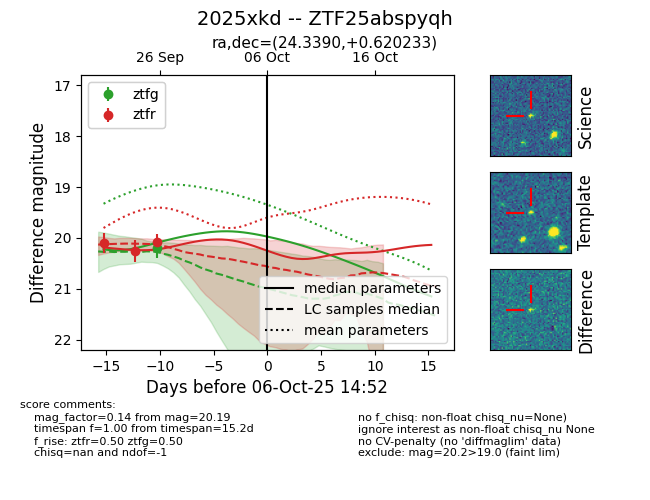 2025xkd -- ZTF25abspyqh
ra,dec=(24.3390,+0.620233)
26 Sep 06 Oct 16 Oct
ztfg
ztfr
17
18
19
20
21
22
Difference magnitude
median parameters
LC samples median
mean parameters
−15 −10 −5 0 5 10 15
Days before 06-Oct-25 14:52
Science
Template
Difference
score comments:
mag_factor=0.14 from mag=20.19
timespan f=1.00 from timespan=15.2d
f_rise: ztfr=0.50 ztfg=0.50
chisq=nan and ndof=-1
no f_chisq: non-float chisq_nu=None)
ignore interest as non-float chisq_nu None
no CV-penalty (no 'diffmaglim' data)
exclude: mag=20.2>19.0 (faint lim)